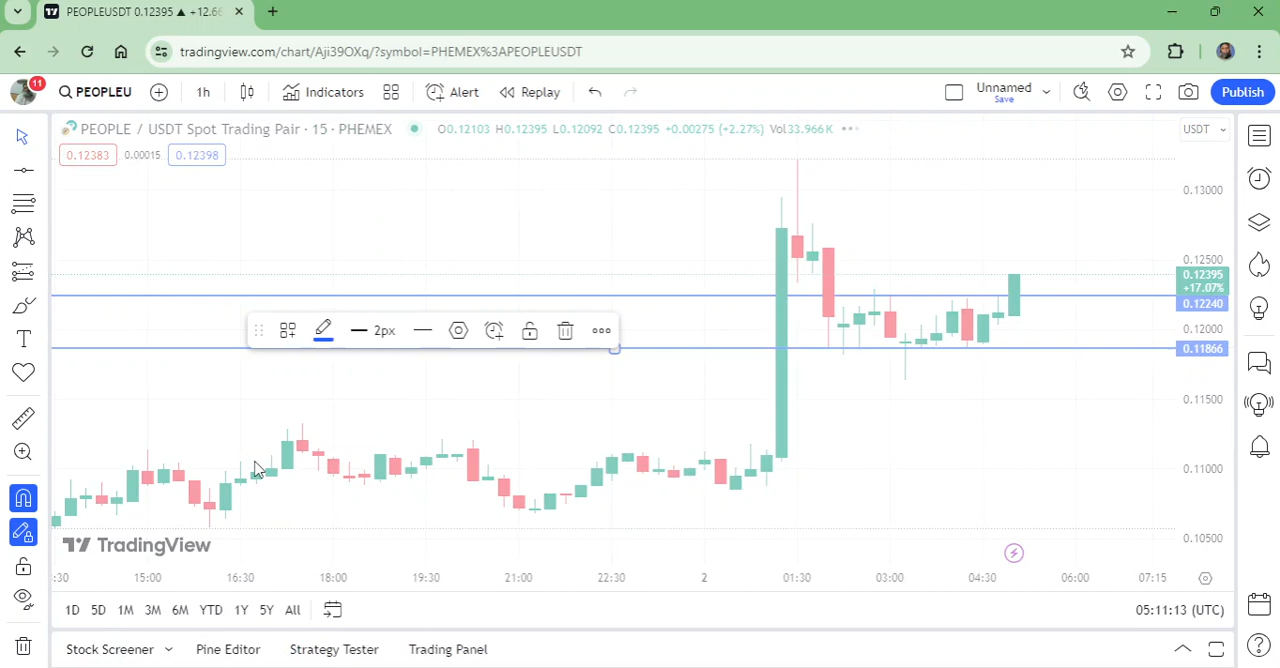 PEOPLEUSDT 0.12395 ▲ +12.66
tradingview.com/chart/Aji39OXq/?symbol=PHEMEX%3APEOPLEUSDT
11
PEOPLEU
1h
Indicators
Alert
Replay
Unnamed
Save
Publish
PEOPLE / USDT Spot Trading Pair · 15 · PHEMEX
O0.12103 H0.12395 L0.12092 C0.12395 +0.00275 (+2.27%) Vol33.966K
USDT
0.12383
0.00015
0.12398
0.13000
0.12500
0.12395
+17.07%
0.12240
0.12000
0.11866
0.11500
0.11000
0.10500
2px
TradingView
:30 15:00 16:30 18:00 19:30 21:00 22:30 2 01:30 03:00 04:30 06:00 07:15
1D 5D 1M 3M 6M YTD 1Y 5Y All
05:11:13 (UTC)
Stock Screener Pine Editor Strategy Tester Trading Panel